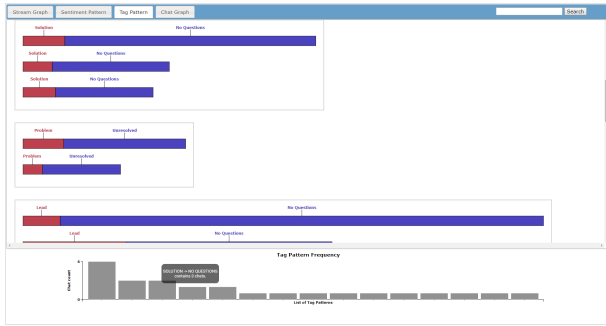 Stream Graph Sentiment Pattern Tag Pattern Chat Graph Search
Solution No Questions
Solution No Questions
Solution No Questions
Problem Unresolved
Problem Unresolved
Lead No Questions
Lead No Questions
Tag Pattern Frequency
6
Chat count
SOLUTION → NO QUESTIONS
contains 3 chats
0
List of Tag Patterns